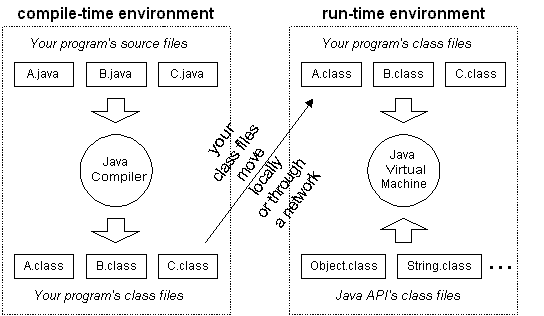 compile-time environment
Your program's source files
A.java
B.java
C.java
Java
Compiler
A.class
B.class
C.class
Your program's class files
your
class files
move
locally
or through
a network
run-time environment
Your program's class files
A.class
B.class
C.class
Java
Virtual
Machine
Object.class
String.class
...
Java API's class files